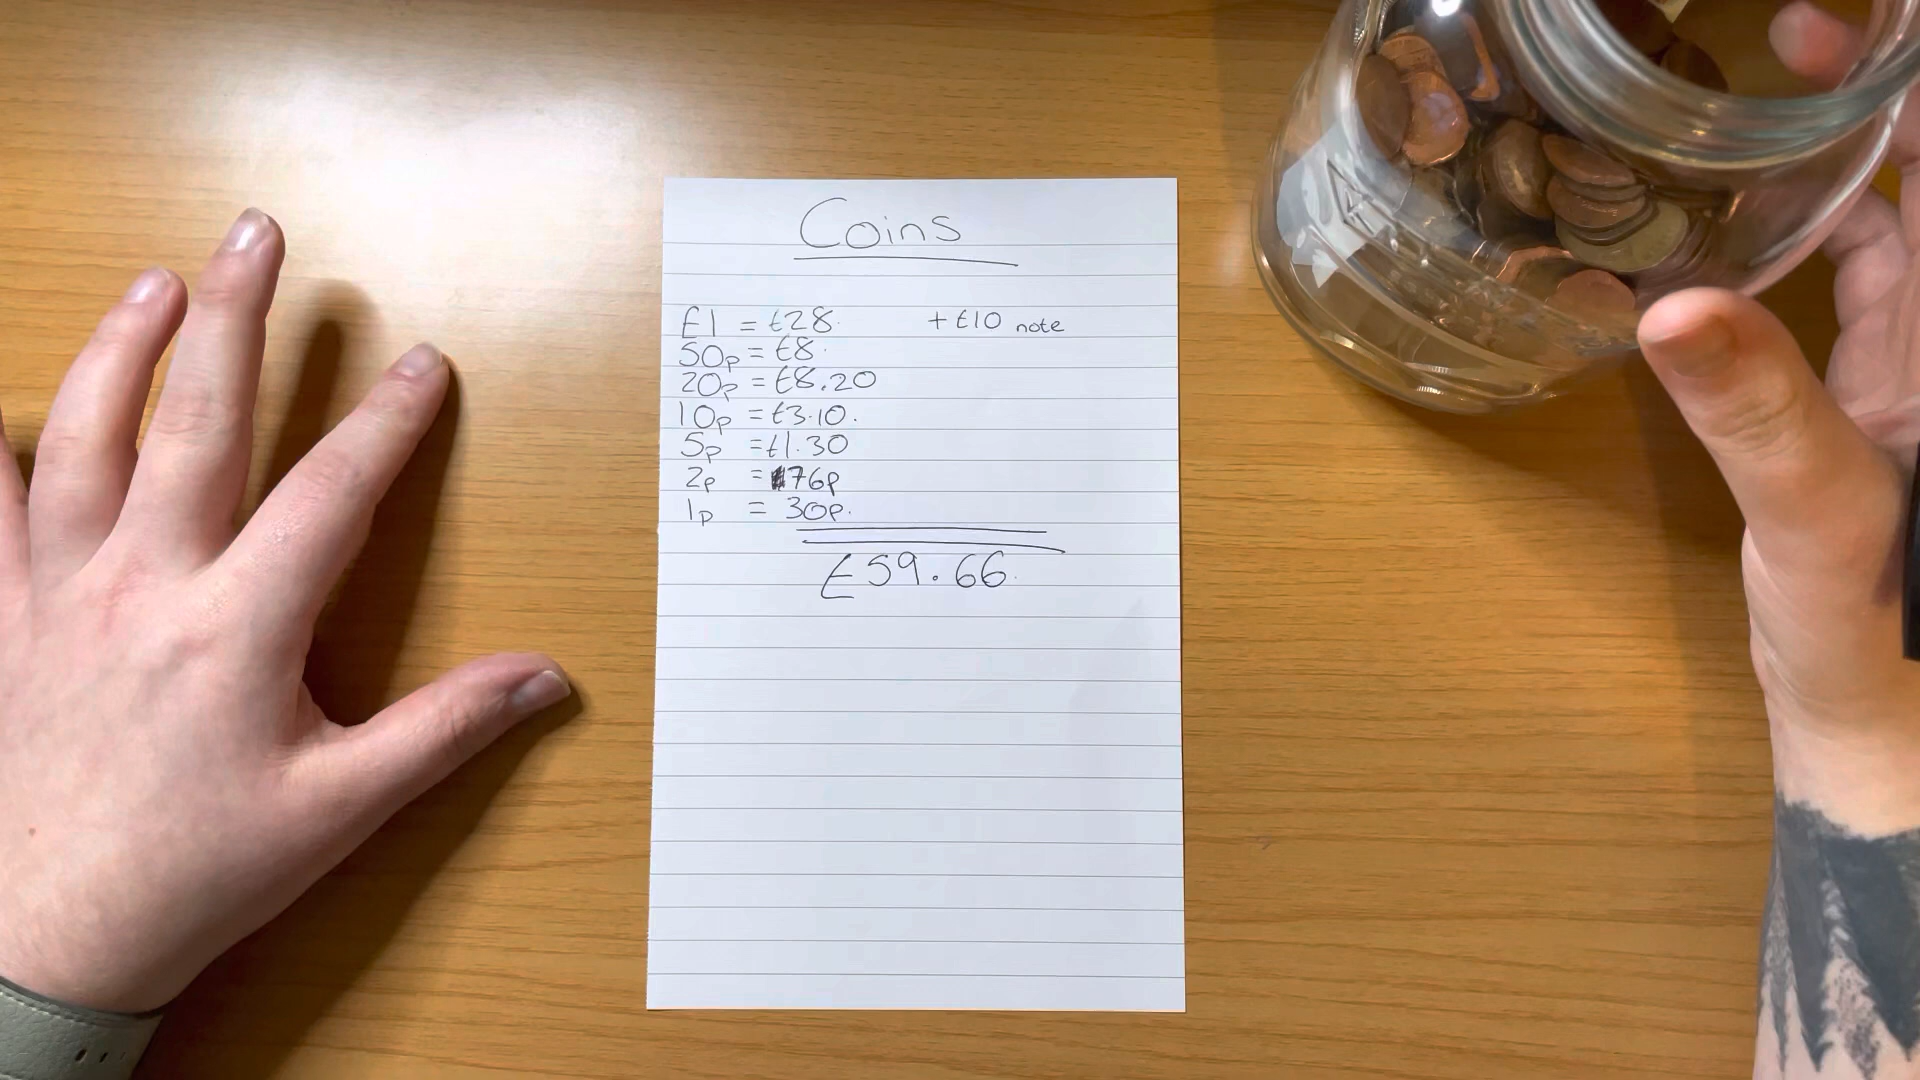 Coins
£1 = £28. + £10 note
50p = £8.
20p = £8.20
10p = £3.10.
5p = £1.30
2p = 76p
1p = 30p.
£59.66.